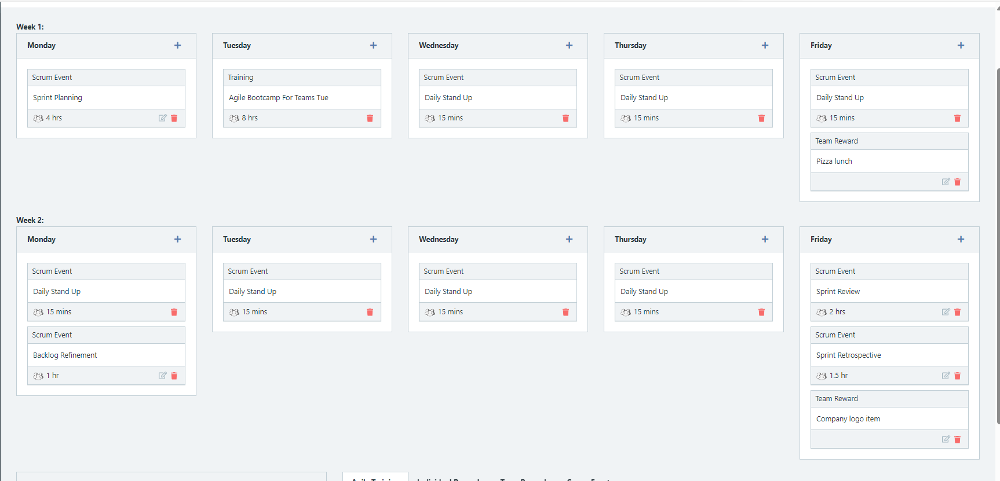 Week 1:
Monday
Scrum Event
Sprint Planning
4 hrs
Tuesday
Training
Agile Bootcamp For Teams Tue
8 hrs
Wednesday
Scrum Event
Daily Stand Up
15 mins
Thursday
Scrum Event
Daily Stand Up
15 mins
Friday
Scrum Event
Daily Stand Up
15 mins
Team Reward
Pizza lunch
Week 2:
Monday
Scrum Event
Daily Stand Up
15 mins
Scrum Event
Backlog Refinement
1 hr
Tuesday
Scrum Event
Daily Stand Up
15 mins
Wednesday
Scrum Event
Daily Stand Up
15 mins
Thursday
Scrum Event
Daily Stand Up
15 mins
Friday
Scrum Event
Sprint Review
2 hrs
Scrum Event
Sprint Retrospective
1.5 hr
Team Reward
Company logo item